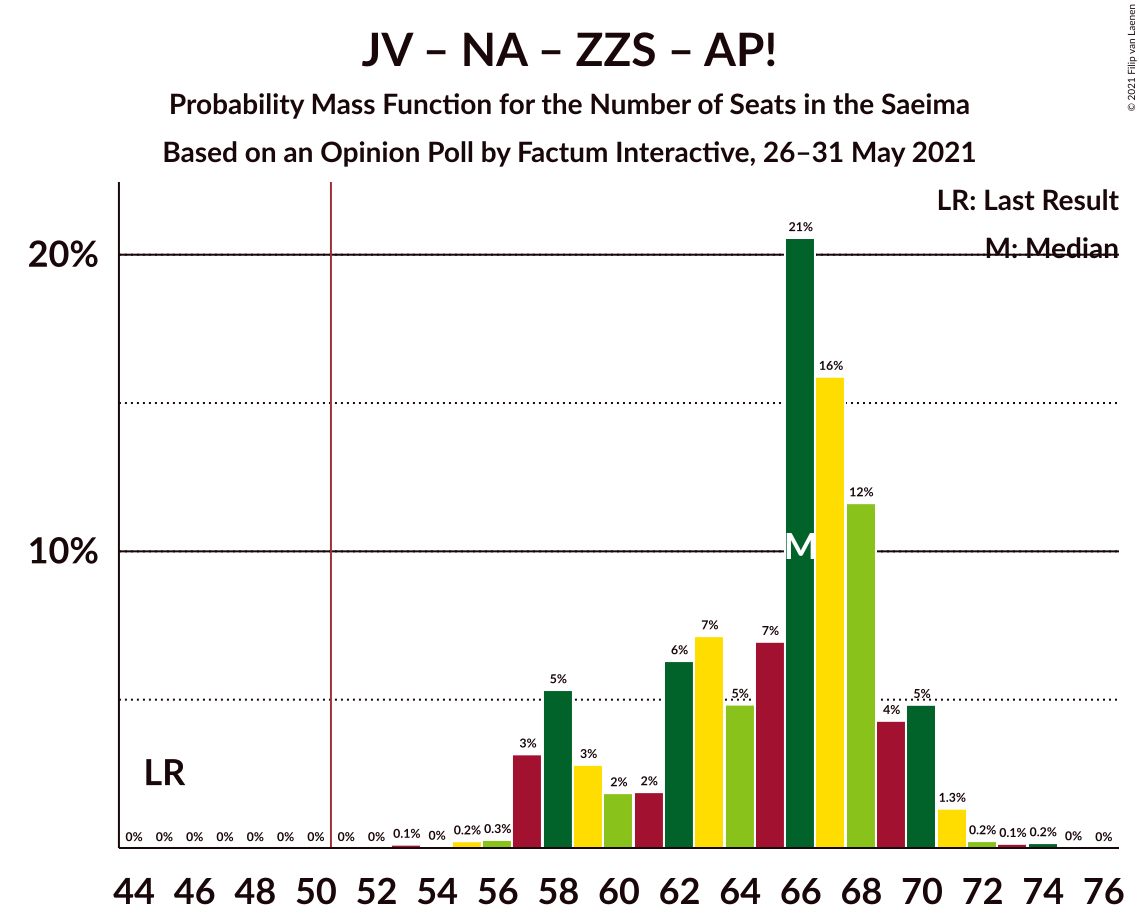 JV – NA – ZZS – AP!
Probability Mass Function for the Number of Seats in the Saeima
Based on an Opinion Poll by Factum Interactive, 26–31 May 2021
© 2021 Filip van Laenen
LR: Last Result
M: Median
20%
10%
LR
M
0% 0% 0% 0% 0% 0% 0% 0% 0% 0.1% 0% 0.2% 0.3% 3% 5% 3% 2% 2% 6% 7% 5% 7% 21% 16% 12% 4% 5% 1.3% 0.2% 0.1% 0.2% 0% 0%
44 46 48 50 52 54 56 58 60 62 64 66 68 70 72 74 76